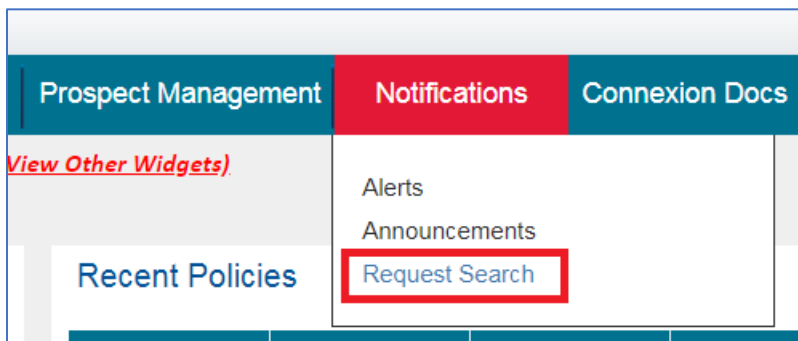 Prospect Management Notifications Connexion Docs
View Other Widgets)
Alerts
Announcements
Request Search
Recent Policies